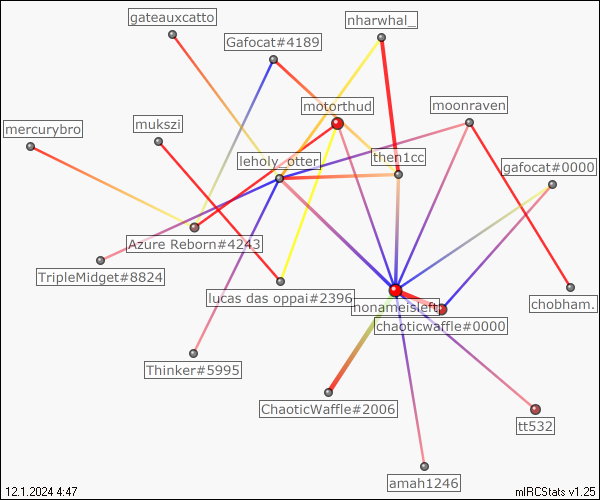 gateauxcatto
nharwhal_
Gafocat#4189
motorthud
moonraven
mukszi
mercurybro
then1cc
leholy_otter
gafocat#0000
Azure Reborn#4243
TripleMidget#8824
lucas das oppai#2396
nonameisleft
chobham.
chaoticwaffle#0000
Thinker#5995
ChaoticWaffle#2006
tt532
amah1246
12.1.2024 4:47
mIRCStats v1.25